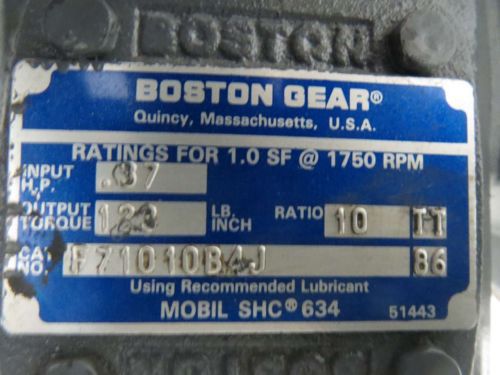 BOSTON
BOSTON GEAR®
Quincy, Massachusetts, U.S.A.
RATINGS FOR 1.0 SF @ 1750 RPM
INPUT H.P. .37
OUTPUT TORQUE 123 LB. INCH RATIO 10 TT
CAT. NO. F71010B4J 86
Using Recommended Lubricant
MOBIL SHC® 634 51443